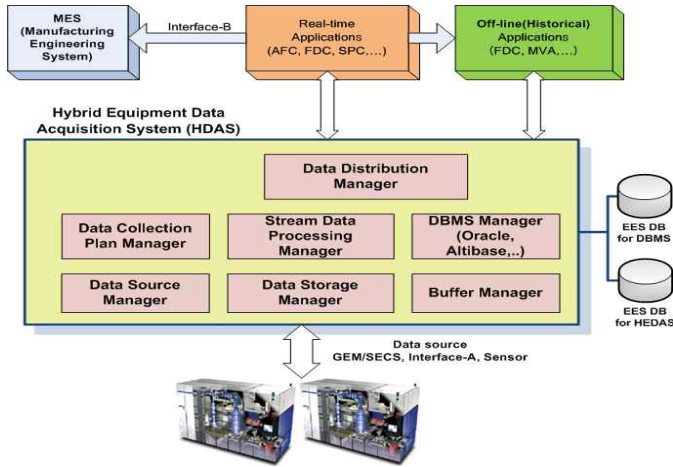 MES
(Manufacturing
Engineering
System)
Interface-B
Real-time
Applications
(AFC, FDC, SPC,...)
Off-line(Historical)
Applications
(FDC, MVA,...)
Hybrid Equipment Data
Acquisition System (HDAS)
Data Distribution
Manager
Data Collection
Plan Manager
Stream Data
Processing
Manager
DBMS Manager
(Oracle,
Altibase,..)
Data Source
Manager
Data Storage
Manager
Buffer Manager
EES DB
for DBMS
EES DB
for HEDAS
Data source
GEM/SECS, Interface-A, Sensor